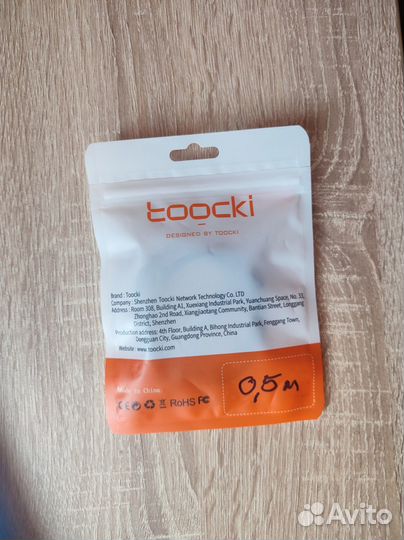 toocki
DESIGNED BY TOOCKI
Brand : Toocki
Company : Shenzhen Toocki Network Technology Co. LTD
Address : Room 308, Building A1, Xuexiang Industrial Park, Yuanchuang Space, No. 33,
Zhonghao 2nd Road, Xiangjiaotang Community, Bantian Street, Longgang
District, Shenzhen
Production address: 4th Floor, Building A, Bihong Industrial Park, Fenggang Town,
Dongguan City, Guangdong Province, China
Website : www.toocki.com
Made In China
CE RoHS FC
0,5 м
Avito